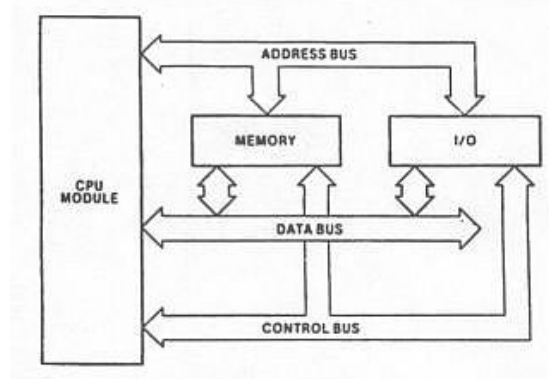 ADDRESS BUS
MEMORY
I/O
CPU
MODULE
DATA BUS
CONTROL BUS